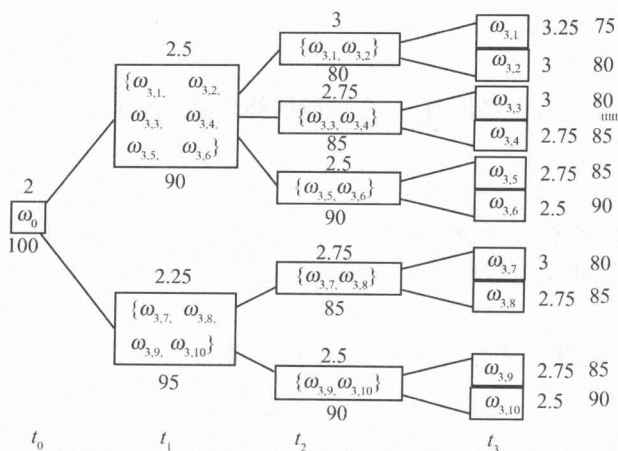 3
ω3,1 3.25 75
2.5
{ω3,1, ω3,2}
ω3,2 3 80
80
{ω3,1, ω3,2,
2.75
ω3,3 3 80
ω3,3, ω3,4,
{ω3,3, ω3,4}
ω3,4 2.75 85
ω3,5, ω3,6}
85
90
2.5
ω3,5 2.75 85
{ω3,5, ω3,6}
ω3,6 2.5 90
90
2
ω0
100
2.25
2.75
ω3,7 3 80
{ω3,7, ω3,8}
ω3,8 2.75 85
85
{ω3,7, ω3,8,
ω3,9, ω3,10}
95
2.5
ω3,9 2.75 85
{ω3,9, ω3,10}
ω3,10 2.5 90
90
t0 t1 t2 t3